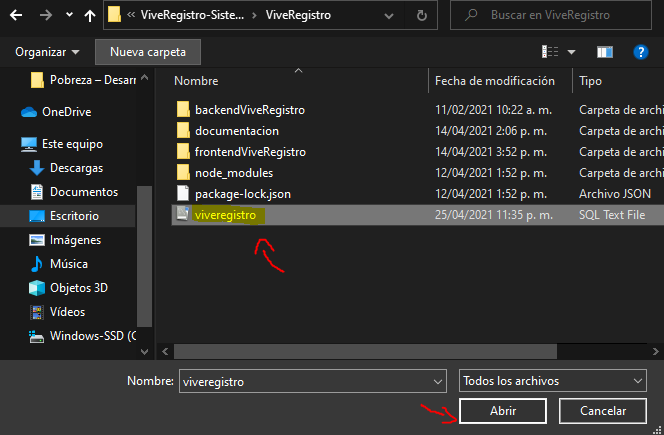 « ViveRegistro-Siste... > ViveRegistro
Buscar en ViveRegistro
Organizar Nueva carpeta
Nombre Fecha de modificación Tipo
Pobreza – Desarr
OneDrive
Este equipo
Descargas
Documentos
Escritorio
Imágenes
Música
Objetos 3D
Vídeos
Windows-SSD (C
backendViveRegistro 11/02/2021 10:22 a. m. Carpeta de archi
documentacion 14/04/2021 2:06 p. m. Carpeta de archi
frontendViveRegistro 14/04/2021 3:52 p. m. Carpeta de archi
node_modules 12/04/2021 1:52 p. m. Carpeta de archi
package-lock.json 12/04/2021 1:52 p. m. Archivo JSON
viveregistro 25/04/2021 11:35 p. m. SQL Text File
Nombre: viveregistro Todos los archivos
Abrir Cancelar